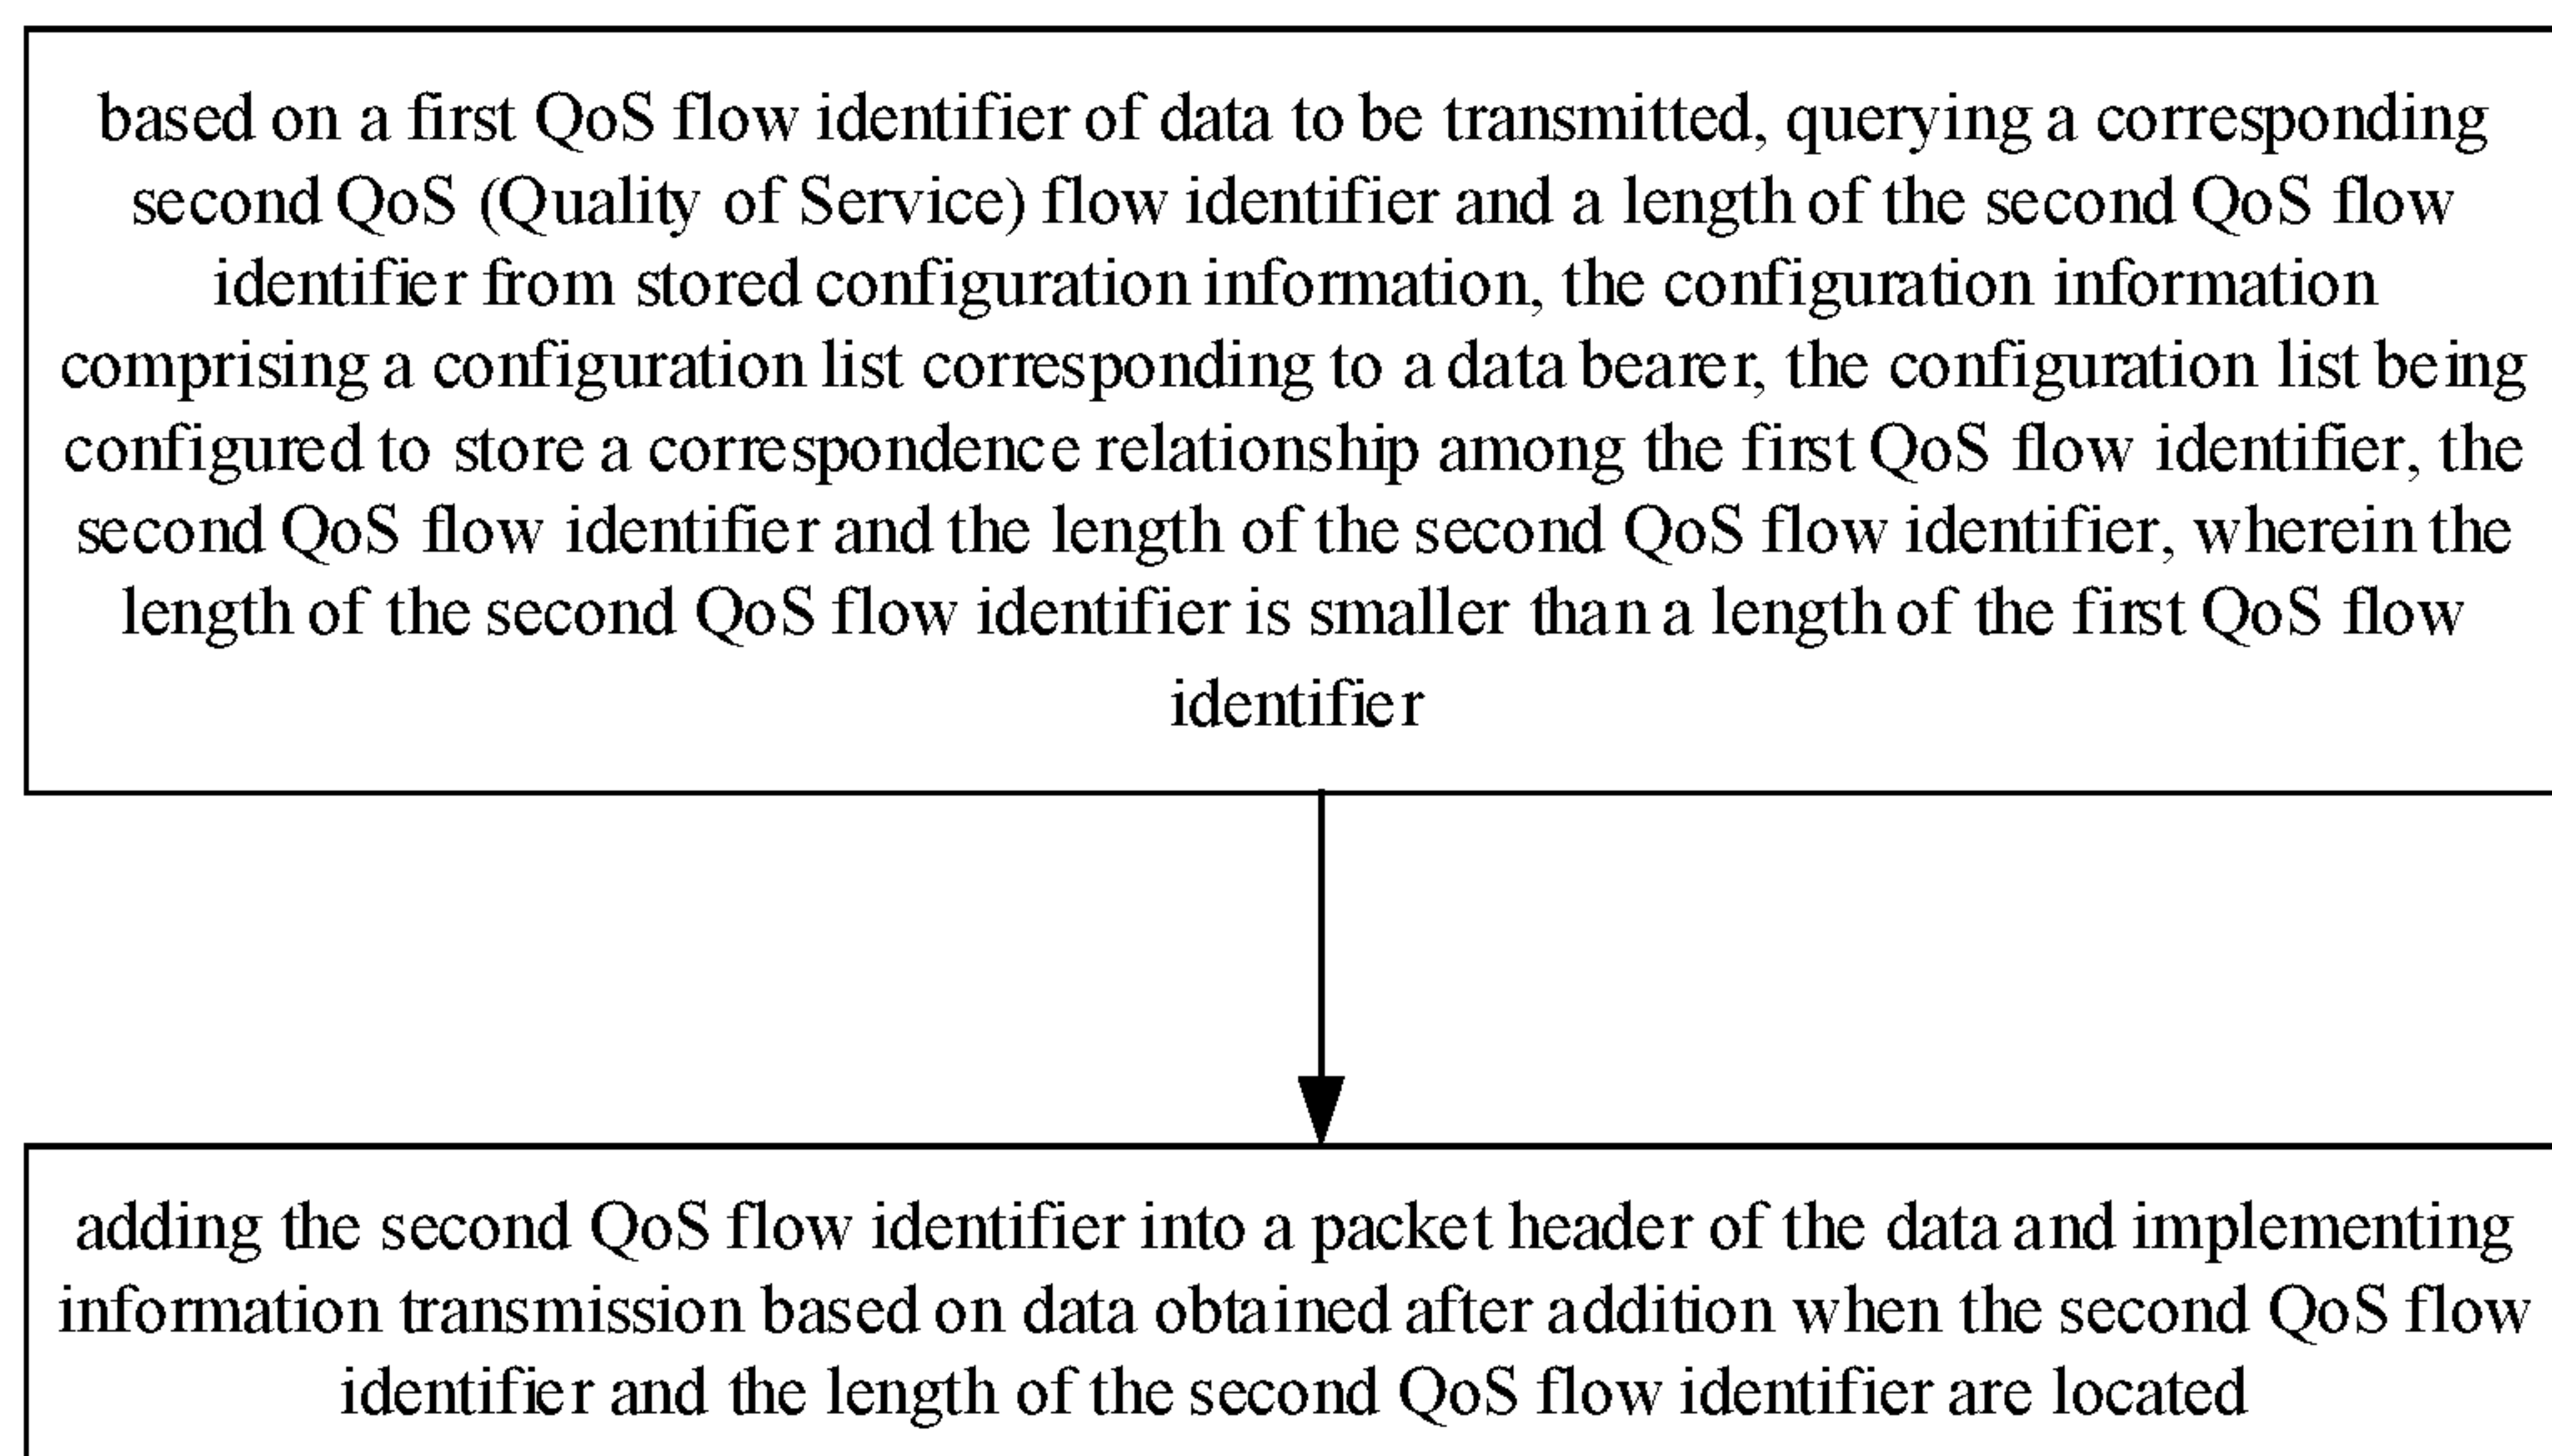 based on a first QoS flow identifier of data to be transmitted, querying a corresponding
second QoS (Quality of Service) flow identifier and a length of the second QoS flow
identifier from stored configuration information, the configuration information
comprising a configuration list corresponding to a data bearer, the configuration list being
configured to store a correspondence relationship among the first QoS flow identifier, the
second QoS flow identifier and the length of the second QoS flow identifier, wherein the
length of the second QoS flow identifier is smaller than a length of the first QoS flow
identifier
adding the second QoS flow identifier into a packet header of the data and implementing
information transmission based on data obtained after addition when the second QoS flow
identifier and the length of the second QoS flow identifier are located